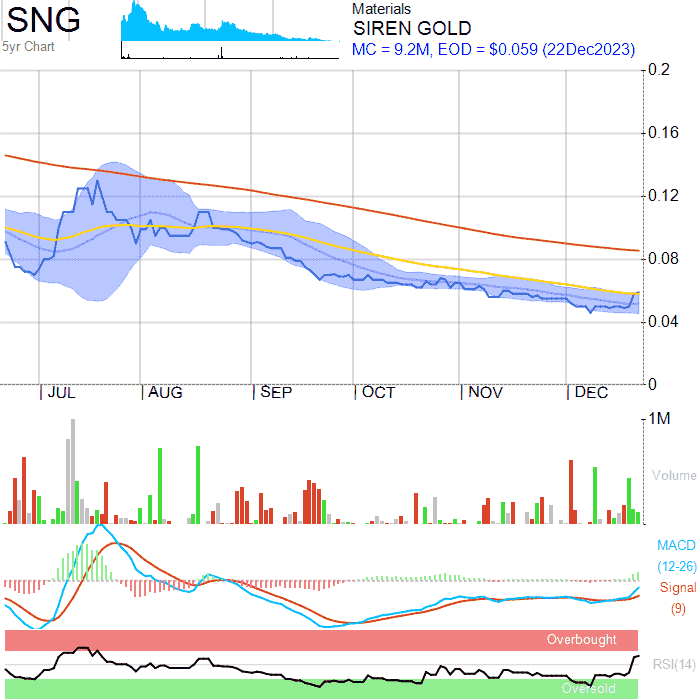 SNG
5yr Chart
Materials
SIREN GOLD
MC = 9.2M, EOD = $0.059 (22Dec2023)
0.2
0.16
0.12
0.08
0.04
0
JUL AUG SEP OCT NOV DEC
1M
Volume
MACD
(12-26)
Signal
(9)
Overbought
RSI(14)
Oversold